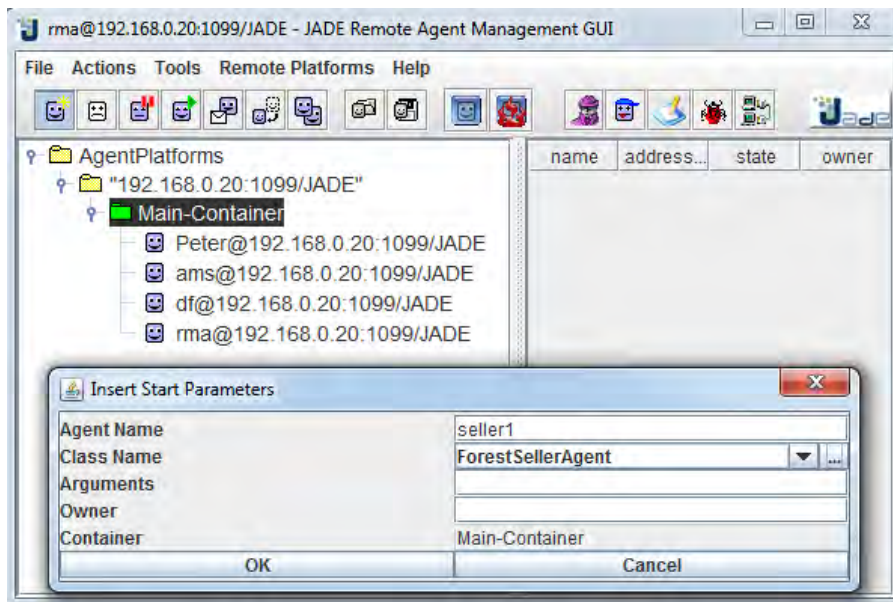 rma@192.168.0.20:1099/JADE - JADE Remote Agent Management GUI
File Actions Tools Remote Platforms Help
Jade
AgentPlatforms
name address... state owner
"192.168.0.20:1099/JADE"
Main-Container
Peter@192.168.0.20:1099/JADE
ams@192.168.0.20:1099/JADE
df@192.168.0.20:1099/JADE
rma@192.168.0.20:1099/JADE
Insert Start Parameters
Agent Name seller1
Class Name ForestSellerAgent ...
Arguments
Owner
Container Main-Container
OK Cancel